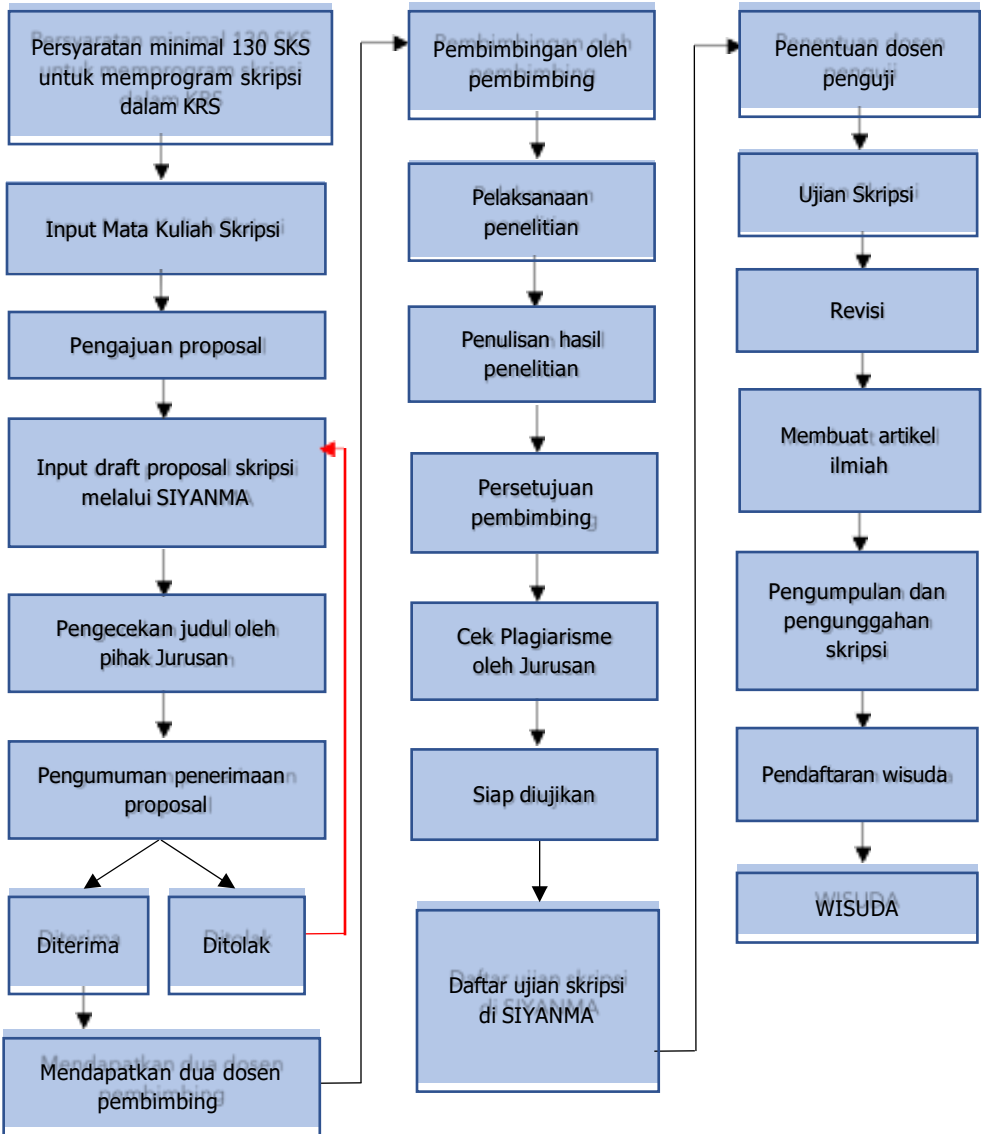 Persyaratan minimal 130 SKS
untuk memprogram skripsi
dalam KRS
Input Mata Kuliah Skripsi
Pengajuan proposal
Input draft proposal skripsi
melalui SIYANMA
Pengecekan judul oleh
pihak Jurusan
Pengumuman penerimaan
proposal
Diterima
Ditolak
Mendapatkan dua dosen
pembimbing
Pembimbingan oleh
pembimbing
Pelaksanaan
penelitian
Penulisan hasil
penelitian
Persetujuan
pembimbing
Cek Plagiarisme
oleh Jurusan
Siap diujikan
Daftar ujian skripsi
di SIYANMA
Penentuan dosen
penguji
Ujian Skripsi
Revisi
Membuat artikel
ilmiah
Pengumpulan dan
pengunggahan
skripsi
Pendaftaran wisuda
WISUDA